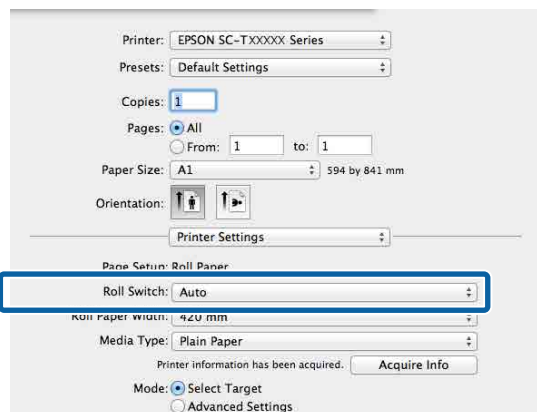 Printer: EPSON SC-TXXXXX Series
Presets: Default Settings
Copies: 1
Pages: All
From: 1 to: 1
Paper Size: A1 594 by 841 mm
Orientation:
Printer Settings
Page Setup: Roll Paper
Roll Switch: Auto
Roll Paper Width: 420 mm
Media Type: Plain Paper
Printer information has been acquired. Acquire Info
Mode: Select Target
Advanced Settings